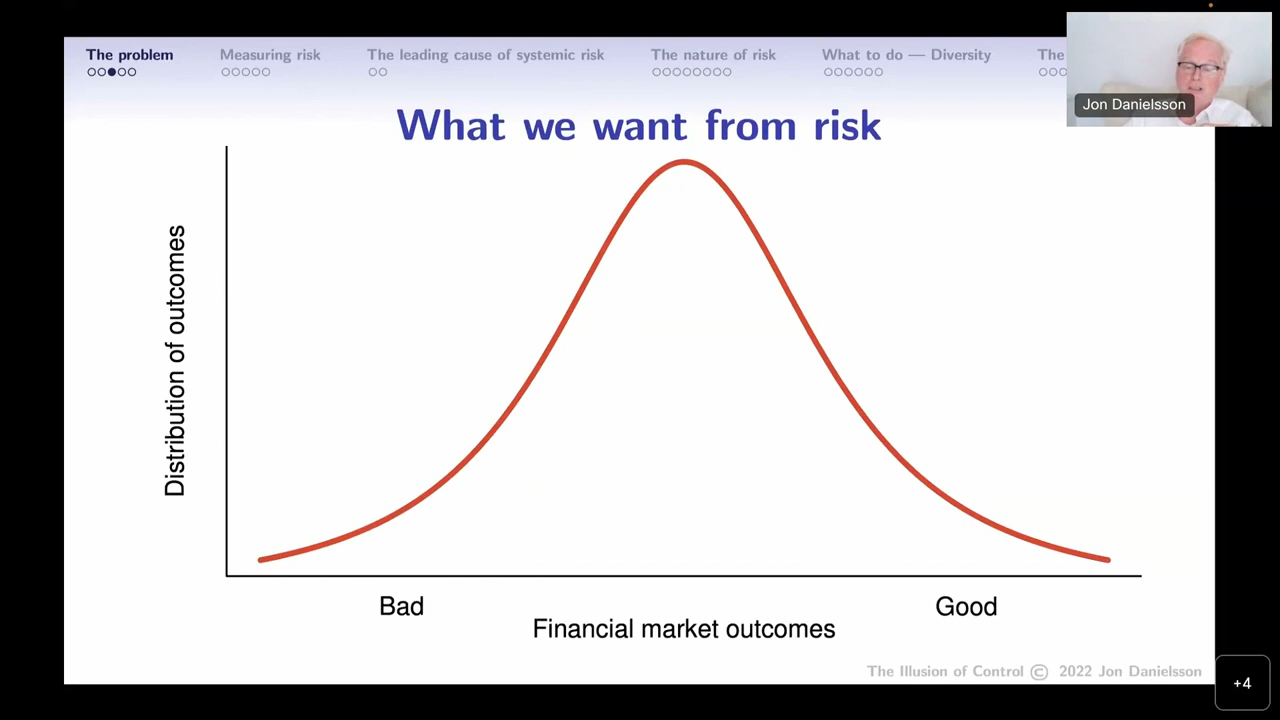 The problem
Measuring risk
The leading cause of systemic risk
The nature of risk
What to do — Diversity
The
Jon Danielsson
What we want from risk
Distribution of outcomes
Bad
Good
Financial market outcomes
The Illusion of Control © 2022 Jon Danielsson
+4